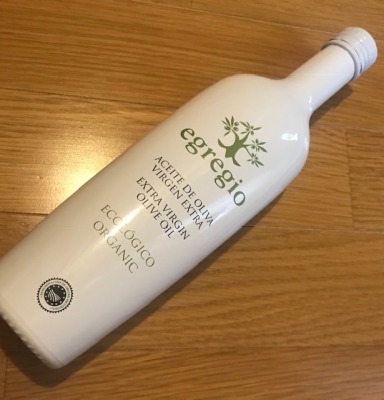 egregio
ACEITE DE OLIVA
VIRGEN EXTRA
EXTRA VIRGIN
OLIVE OIL
ECOLÓGICO
ORGANIC